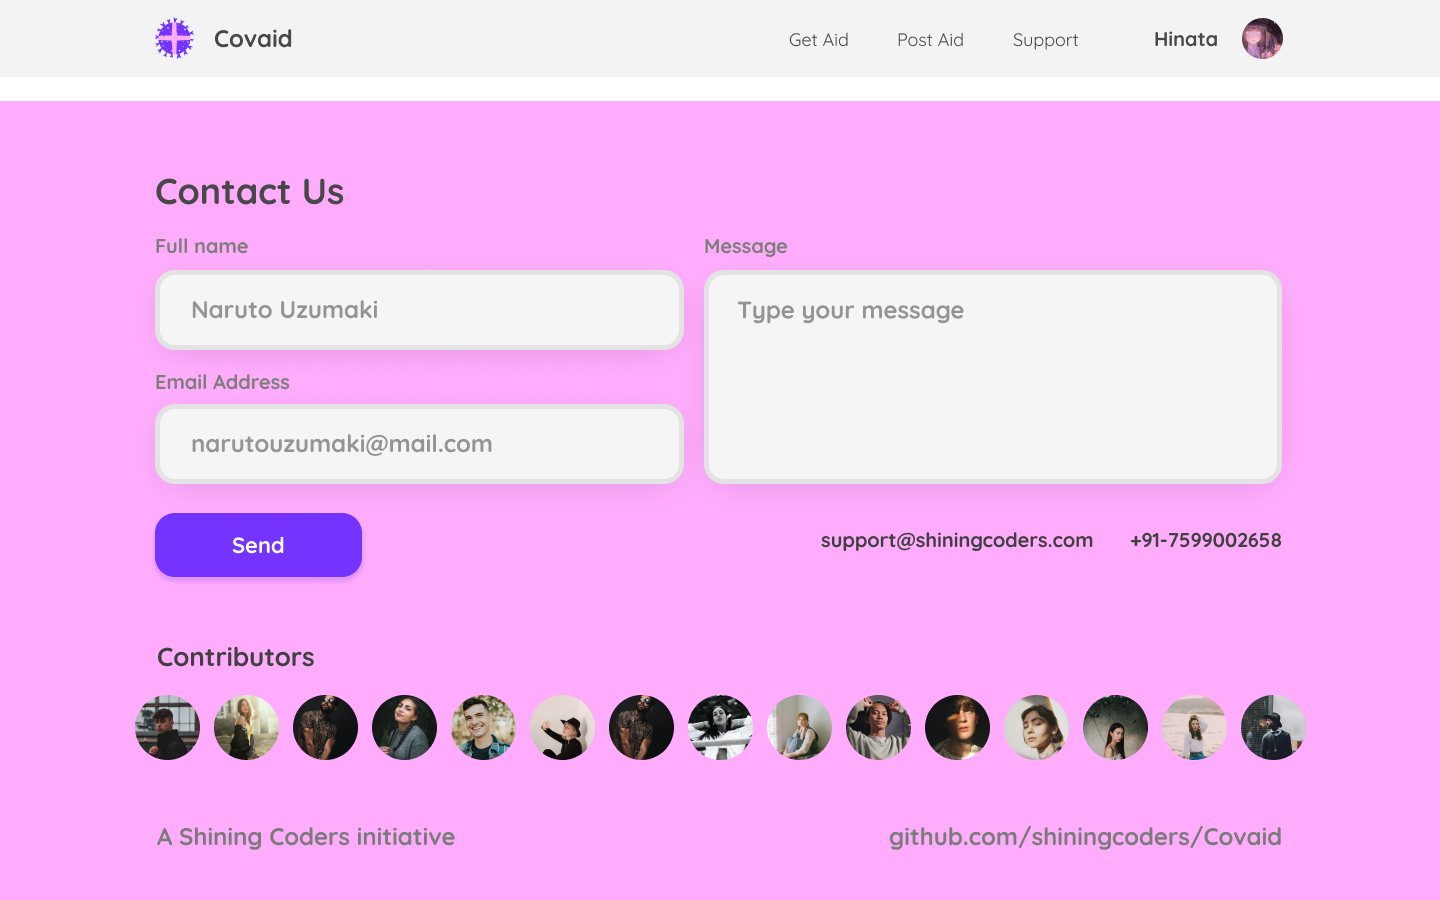 Covaid
Get Aid
Post Aid
Support
Hinata
Contact Us
Full name
Naruto Uzumaki
Email Address
narutouzumaki@mail.com
Message
Type your message
Send
support@shiningcoders.com
+91-7599002658
Contributors
A Shining Coders initiative
github.com/shiningcoders/Covaid